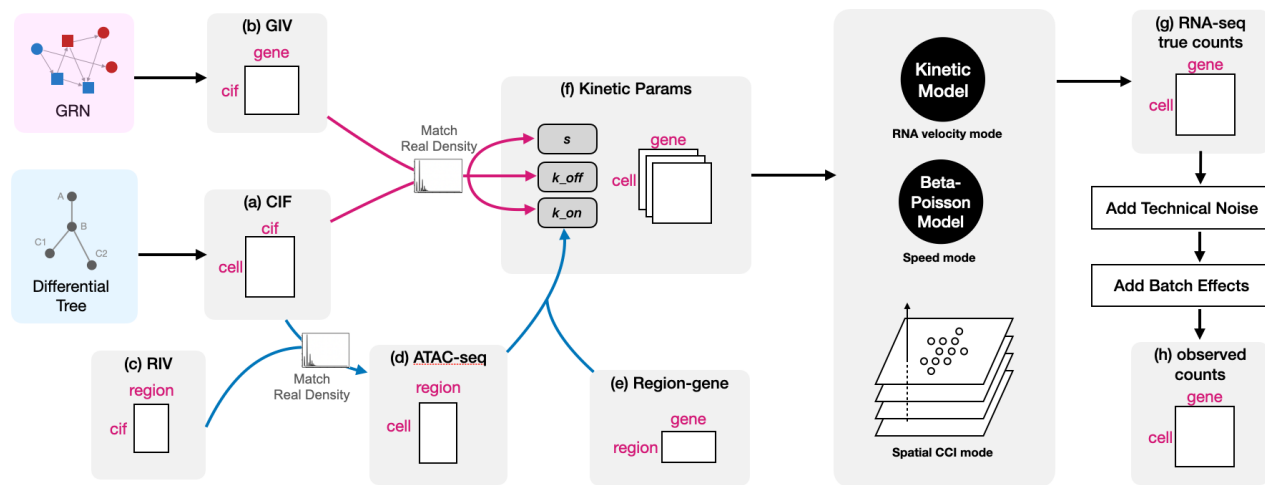 GRN
(b) GIV
gene
cif
A
B
C1
C2
Differential
Tree
(a) CIF
cif
cell
(c) RIV
region
cif
Match
Real Density
Match
Real Density
(d) ATAC-seq
region
cell
(e) Region-gene
gene
region
(f) Kinetic Params
s
k_off
k_on
gene
cell
Kinetic
Model
RNA velocity mode
Beta-
Poisson
Model
Speed mode
Spatial CCI mode
(g) RNA-seq
true counts
gene
cell
Add Technical Noise
Add Batch Effects
(h) observed
counts
gene
cell